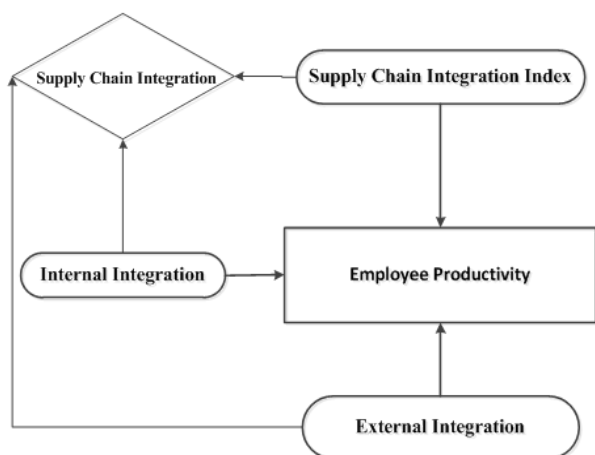 Supply Chain Integration
Supply Chain Integration Index
Internal Integration
Employee Productivity
External Integration